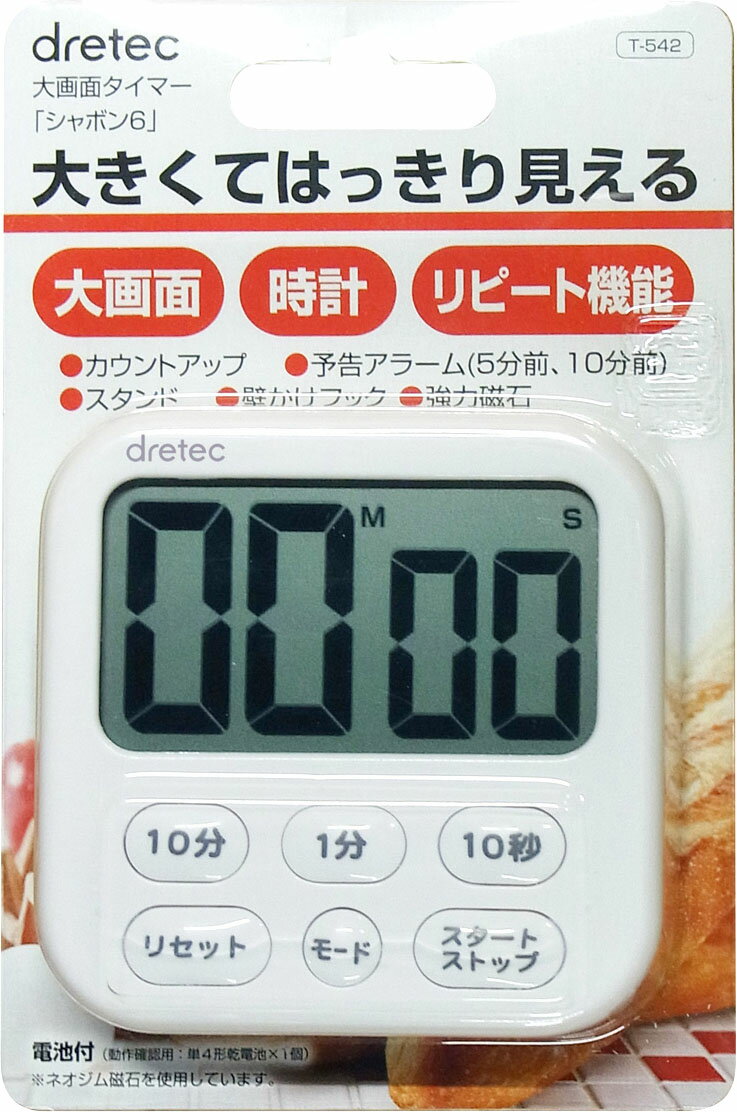 dretec
T-542
大画面タイマー
「シャボン6」
大きくてはっきり見える
大画面 時計 リピート機能
●カウントアップ ●予告アラーム(5分前、10分前)
●スタンド ●壁かけフック ●強力磁石
dretec
00 M 00 S
10分 1分 10秒
リセット モード スタート
ストップ
電池付(動作確認用:単4形乾電池×1個)
※ネオジム磁石を使用しています。